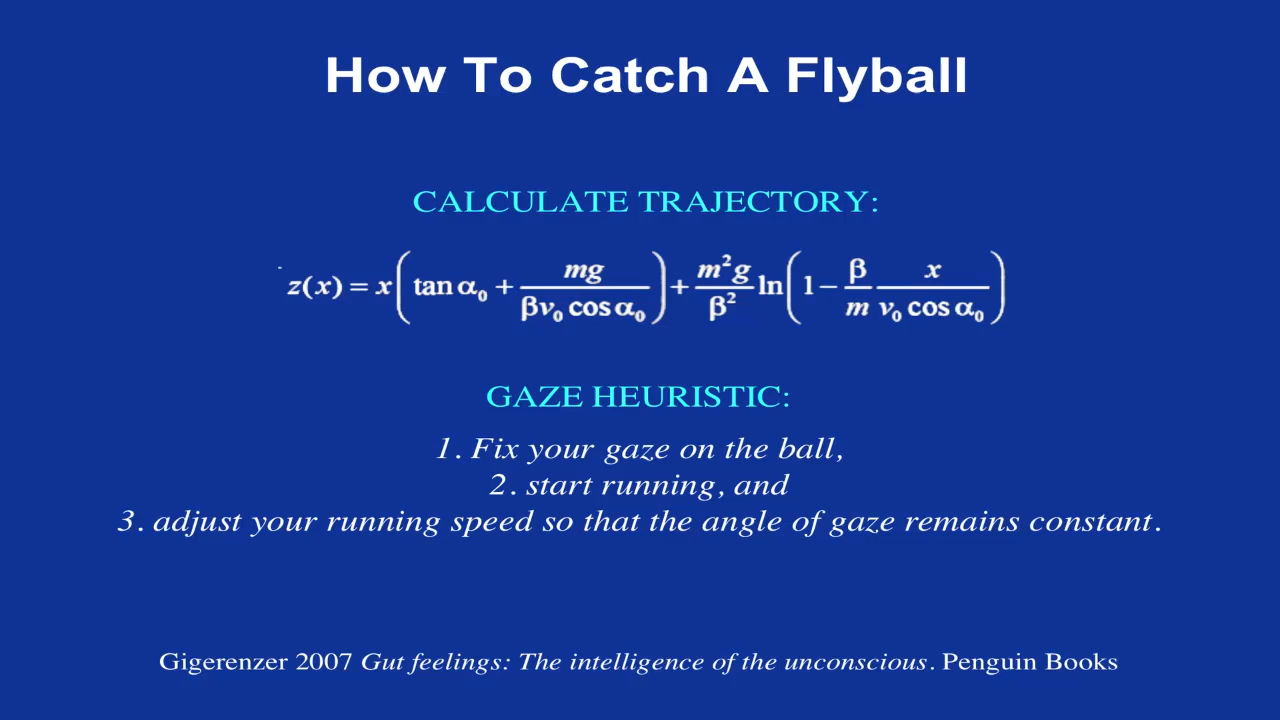 How To Catch A Flyball
CALCULATE TRAJECTORY:
z(x) = x(tan α₀ + mg/(βv₀ cos α₀)) + m²g/β² ln(1 − β/m x/(v₀ cos α₀))
GAZE HEURISTIC:
1. Fix your gaze on the ball,
2. start running, and
3. adjust your running speed so that the angle of gaze remains constant.
Gigerenzer 2007 Gut feelings: The intelligence of the unconscious. Penguin Books